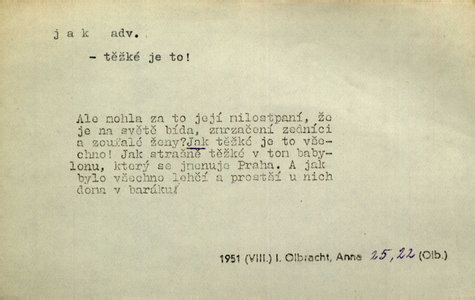 jak adv.
- těžké je to!
Ale mohla za to její milostpaní, že
je na světě bída, zmrzačení zedníci
a zoufalé ženy?Jak těžké je to vše-
chno! Jak strašně těžké v tom baby-
lonu, který se jmenuje Praha. A jak
bylo všechno lehčí a prostší u nich
doma v baráku!
1951 (VIII.) I. Olbracht, Anna 25,22 (Olb.)